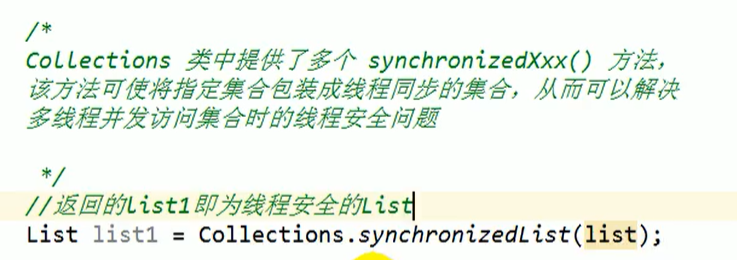 /*
Collections 类中提供了多个 synchronizedXxx() 方法，
该方法可使将指定集合包装成线程同步的集合，从而可以解决
多线程并发访问集合时的线程安全问题
*/
//返回的list1即为线程安全的List
List list1 = Collections.synchronizedList(list);